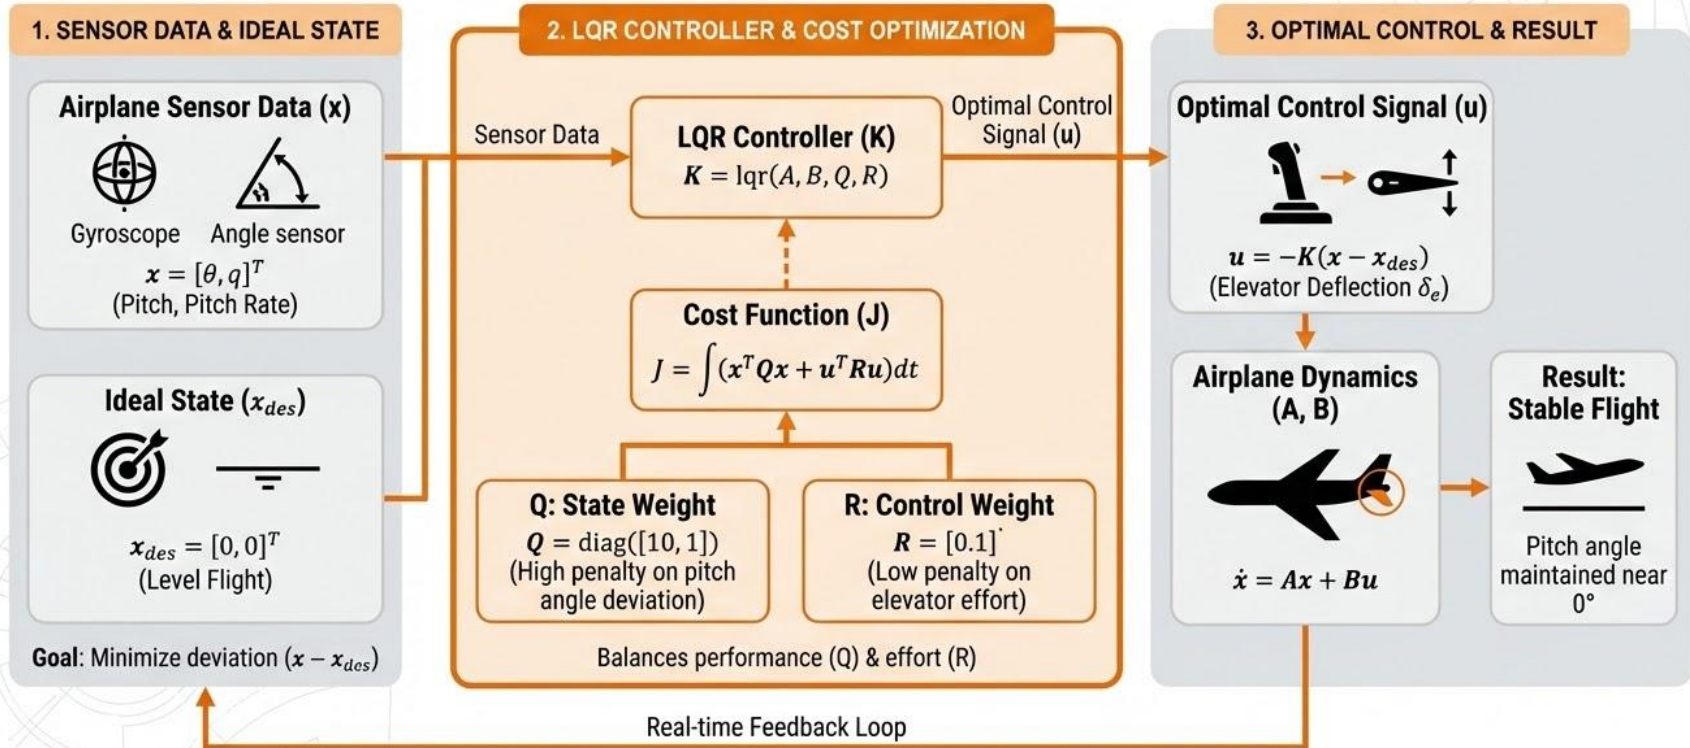 1. SENSOR DATA & IDEAL STATE
Airplane Sensor Data (x)
Gyroscope
Angle sensor
x = [θ, q]ᵀ
(Pitch, Pitch Rate)
Ideal State (x_des)
x_des = [0, 0]ᵀ
(Level Flight)
Goal: Minimize deviation (x − x_des)
2. LQR CONTROLLER & COST OPTIMIZATION
Sensor Data
LQR Controller (K)
K = lqr(A, B, Q, R)
Optimal Control
Signal (u)
Cost Function (J)
J = ∫(xᵀQx + uᵀRu)dt
Q: State Weight
Q = diag([10, 1])
(High penalty on pitch
angle deviation)
R: Control Weight
R = [0.1]
(Low penalty on
elevator effort)
Balances performance (Q) & effort (R)
3. OPTIMAL CONTROL & RESULT
Optimal Control Signal (u)
u = −K(x − x_des)
(Elevator Deflection δₑ)
Airplane Dynamics
(A, B)
ẋ = Ax + Bu
Result:
Stable Flight
Pitch angle
maintained near
0°
Real-time Feedback Loop